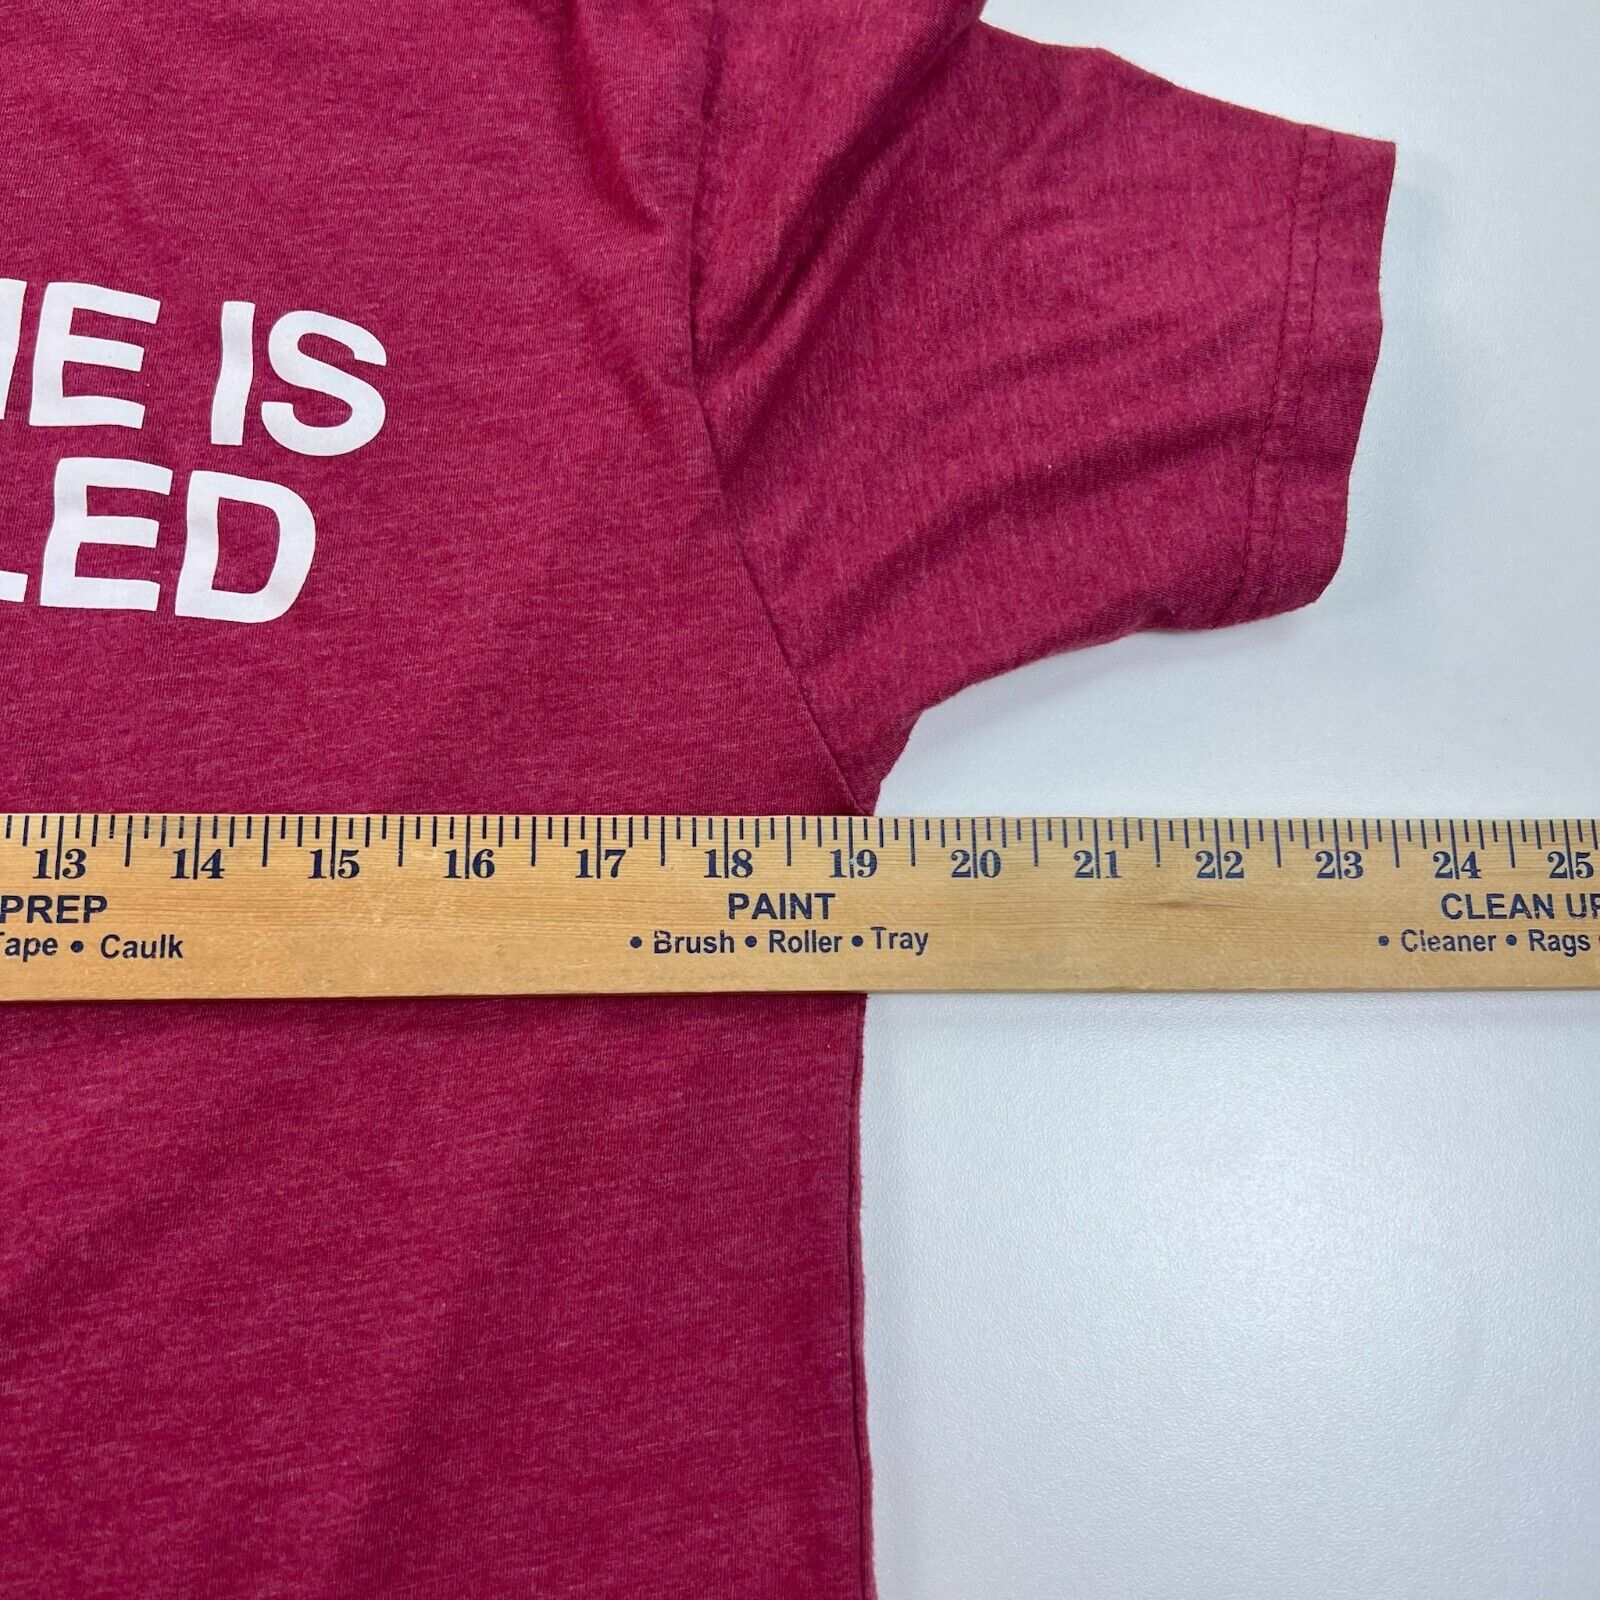 IE IS
LED
13 14 15 16 17 18 19 20 21 22 23 24 25
PREP PAINT CLEAN UP
Tape • Caulk • Brush • Roller • Tray • Cleaner • Rags •